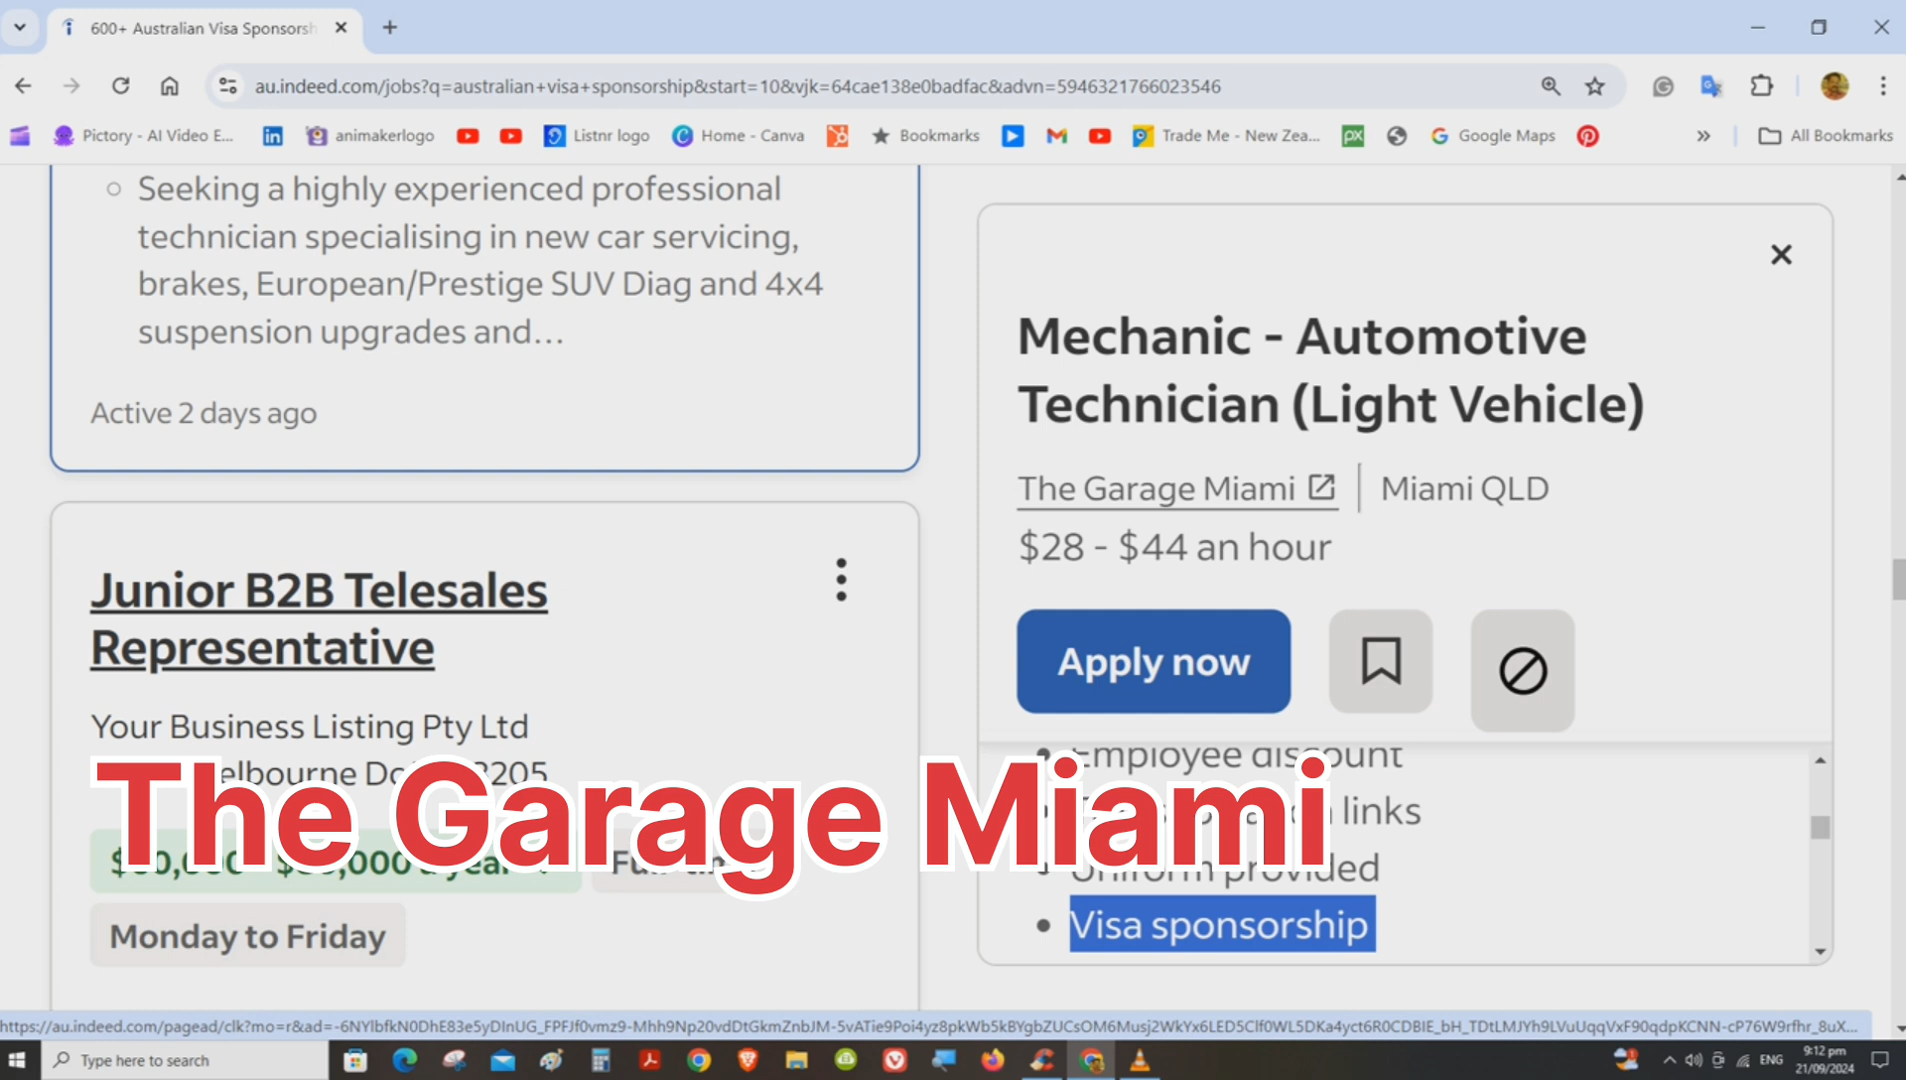 600+ Australian Visa Sponsorsh
au.indeed.com/jobs?q=australian+visa+sponsorship&start=10&vjk=64cae138e0badfac&advn=5946321766023546
Pictory - AI Video E...
animakerlogo
Listnr logo
Home - Canva
Bookmarks
Trade Me - New Zea...
Google Maps
All Bookmarks
Seeking a highly experienced professional
technician specialising in new car servicing,
brakes, European/Prestige SUV Diag and 4x4
suspension upgrades and...
Active 2 days ago
Junior B2B Telesales
Representative
Your Business Listing Pty Ltd
3205
Monday to Friday
Mechanic - Automotive
Technician (Light Vehicle)
The Garage Miami | Miami QLD
$28 - $44 an hour
Apply now
Employee discount
links
Uniform provided
Visa sponsorship
The Garage Miami
Type here to search
ENG
9:12 pm
21/09/2024